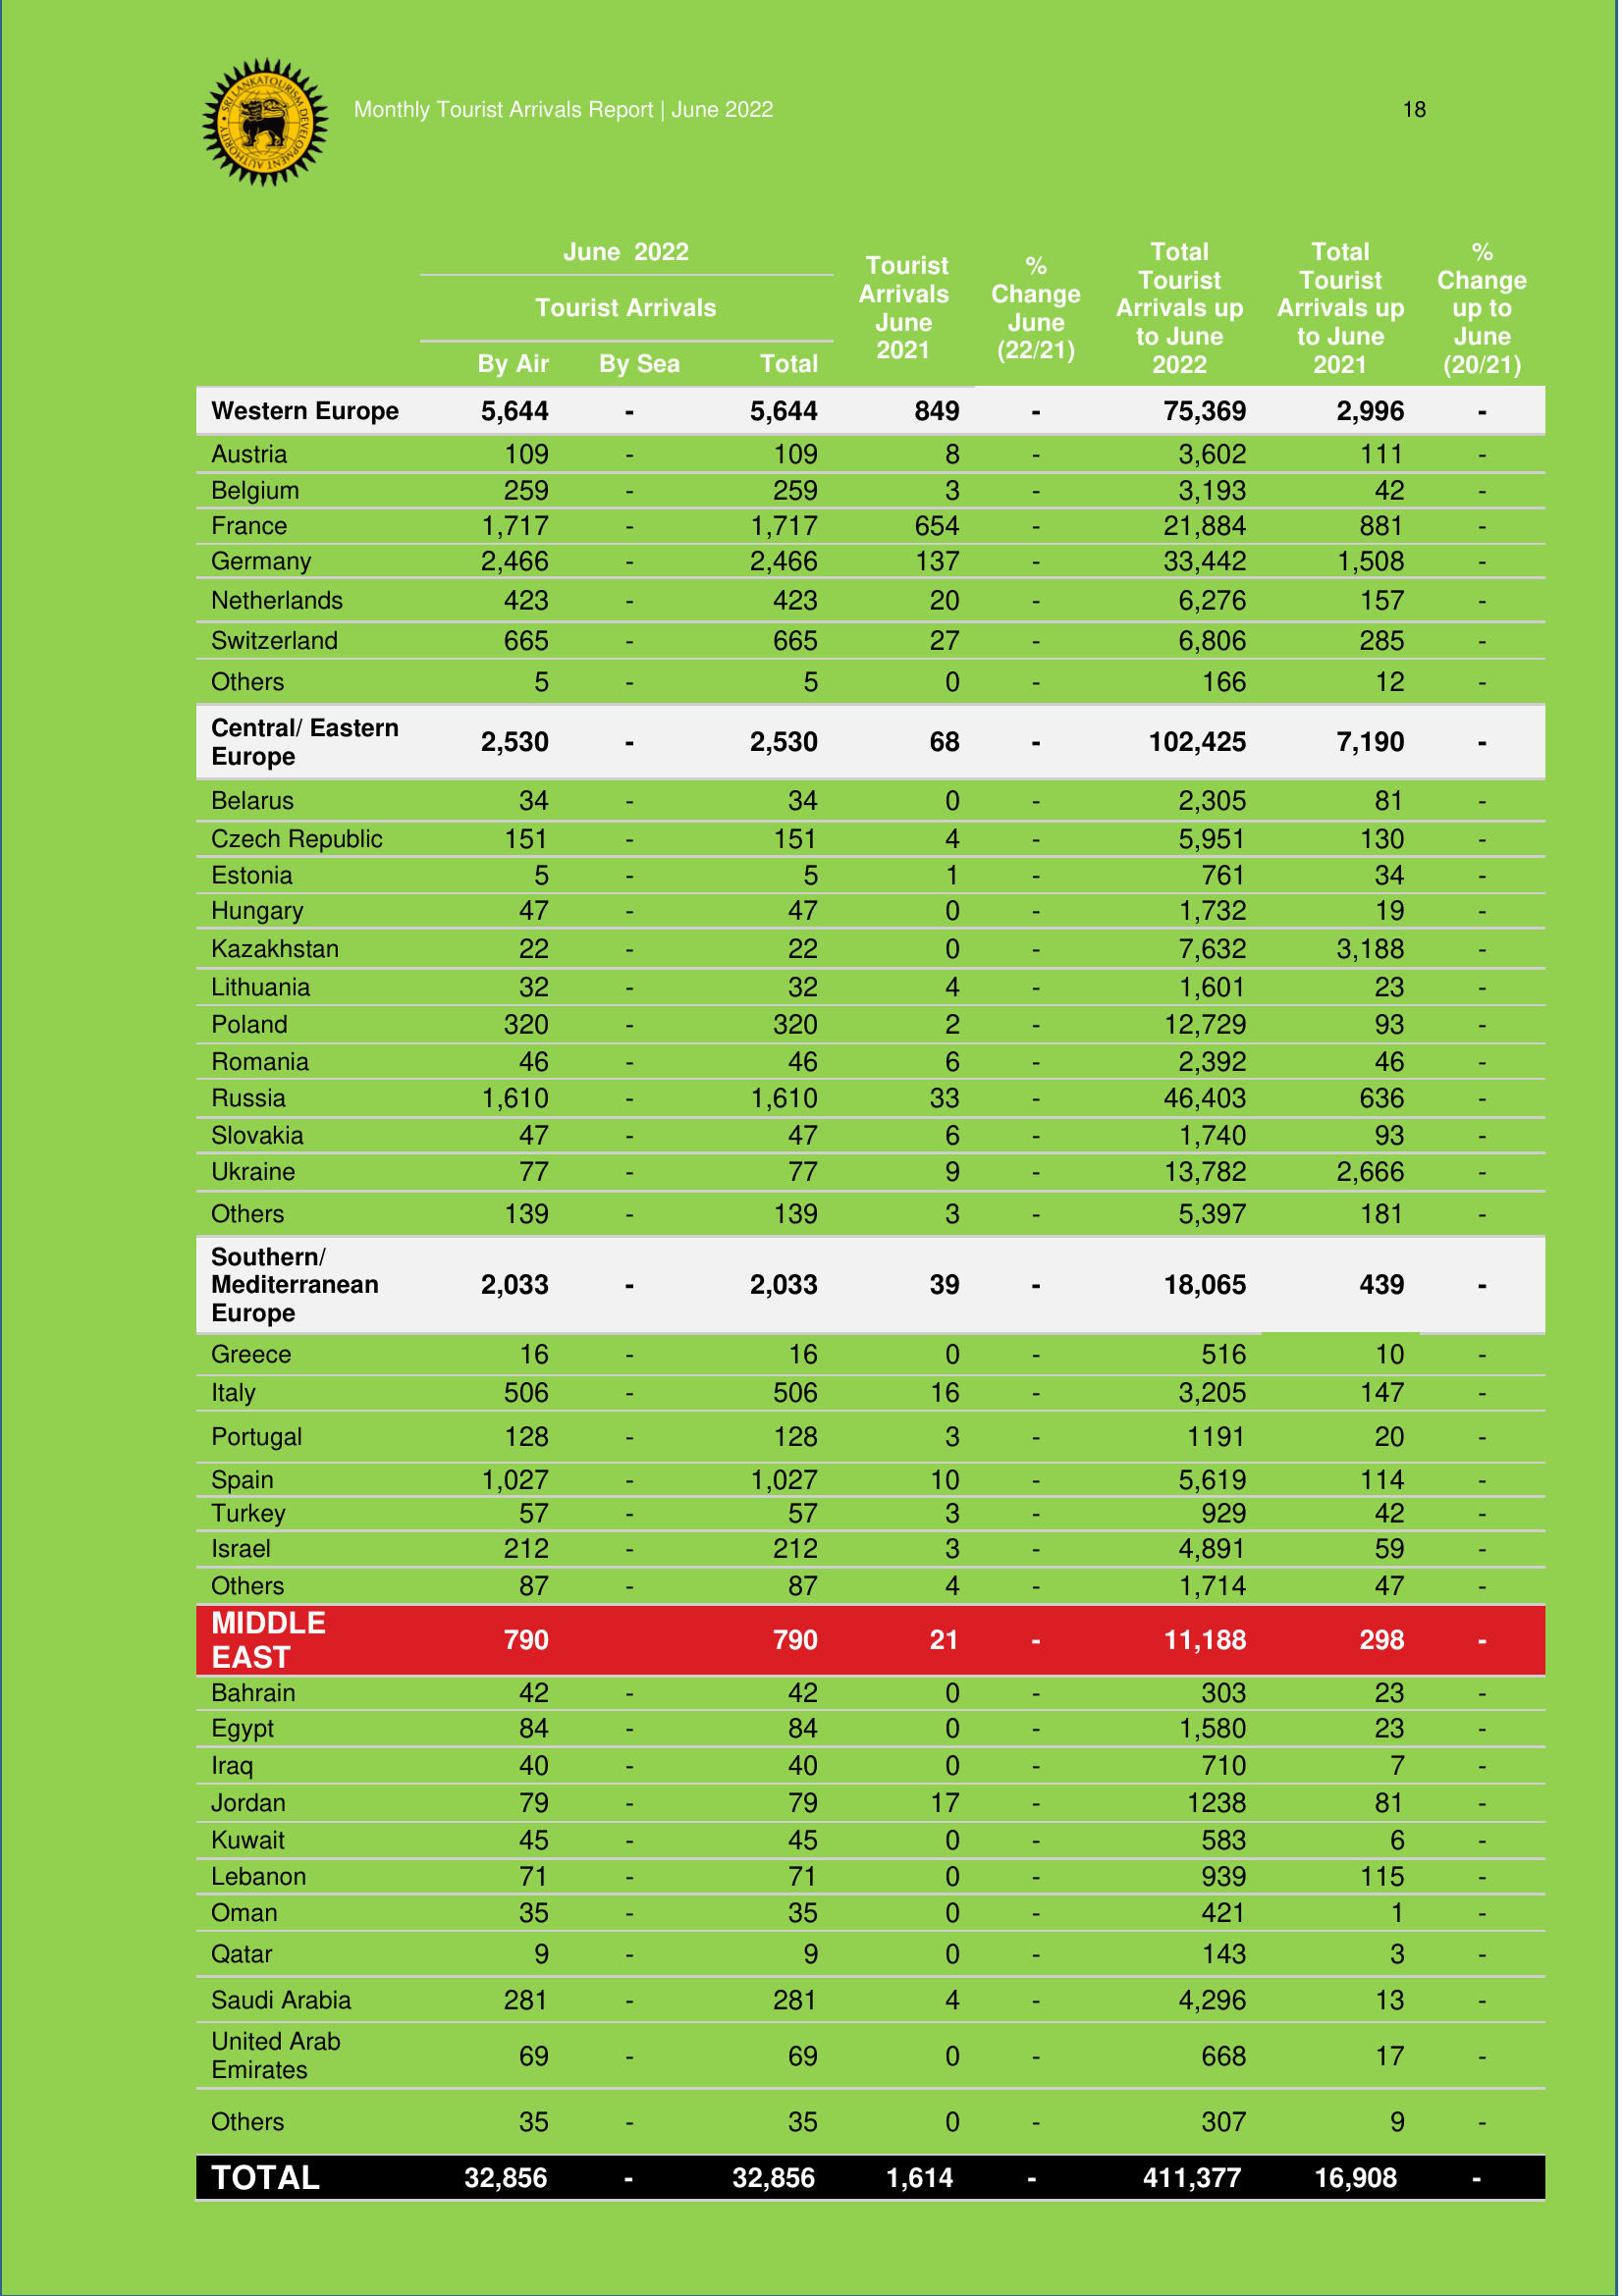 SRI LANKA TOURISM DEVELOPMENT AUTHORITY
Monthly Tourist Arrivals Report | June 2022 18
June 2022
Tourist Arrivals
By Air By Sea Total
Tourist Arrivals June 2021
% Change June (22/21)
Total Tourist Arrivals up to June 2022
Total Tourist Arrivals up to June 2021
% Change up to June (20/21)
Western Europe 5,644 - 5,644 849 - 75,369 2,996 -
Austria 109 - 109 8 - 3,602 111 -
Belgium 259 - 259 3 - 3,193 42 -
France 1,717 - 1,717 654 - 21,884 881 -
Germany 2,466 - 2,466 137 - 33,442 1,508 -
Netherlands 423 - 423 20 - 6,276 157 -
Switzerland 665 - 665 27 - 6,806 285 -
Others 5 - 5 0 - 166 12 -
Central/ Eastern Europe 2,530 - 2,530 68 - 102,425 7,190 -
Belarus 34 - 34 0 - 2,305 81 -
Czech Republic 151 - 151 4 - 5,951 130 -
Estonia 5 - 5 1 - 761 34 -
Hungary 47 - 47 0 - 1,732 19 -
Kazakhstan 22 - 22 0 - 7,632 3,188 -
Lithuania 32 - 32 4 - 1,601 23 -
Poland 320 - 320 2 - 12,729 93 -
Romania 46 - 46 6 - 2,392 46 -
Russia 1,610 - 1,610 33 - 46,403 636 -
Slovakia 47 - 47 6 - 1,740 93 -
Ukraine 77 - 77 9 - 13,782 2,666 -
Others 139 - 139 3 - 5,397 181 -
Southern/ Mediterranean Europe 2,033 - 2,033 39 - 18,065 439 -
Greece 16 - 16 0 - 516 10 -
Italy 506 - 506 16 - 3,205 147 -
Portugal 128 - 128 3 - 1191 20 -
Spain 1,027 - 1,027 10 - 5,619 114 -
Turkey 57 - 57 3 - 929 42 -
Israel 212 - 212 3 - 4,891 59 -
Others 87 - 87 4 - 1,714 47 -
MIDDLE EAST 790 790 21 - 11,188 298 -
Bahrain 42 - 42 0 - 303 23 -
Egypt 84 - 84 0 - 1,580 23 -
Iraq 40 - 40 0 - 710 7 -
Jordan 79 - 79 17 - 1238 81 -
Kuwait 45 - 45 0 - 583 6 -
Lebanon 71 - 71 0 - 939 115 -
Oman 35 - 35 0 - 421 1 -
Qatar 9 - 9 0 - 143 3 -
Saudi Arabia 281 - 281 4 - 4,296 13 -
United Arab Emirates 69 - 69 0 - 668 17 -
Others 35 - 35 0 - 307 9 -
TOTAL 32,856 - 32,856 1,614 - 411,377 16,908 -